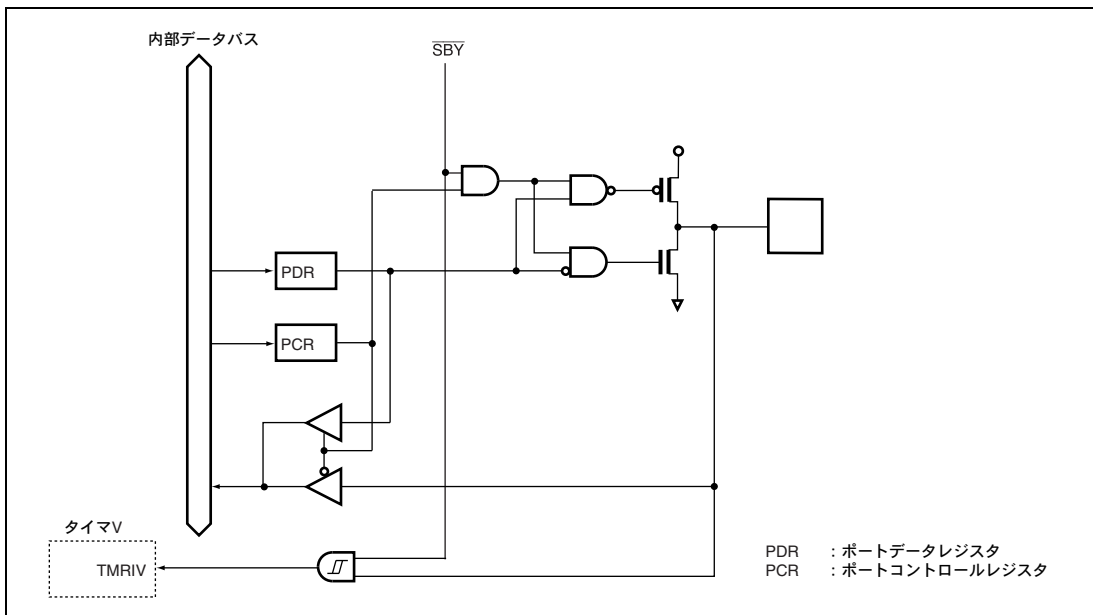 内部データバス
SBY
PDR
PCR
タイマV
TMRIV
PDR :ポートデータレジスタ
PCR :ポートコントロールレジスタ